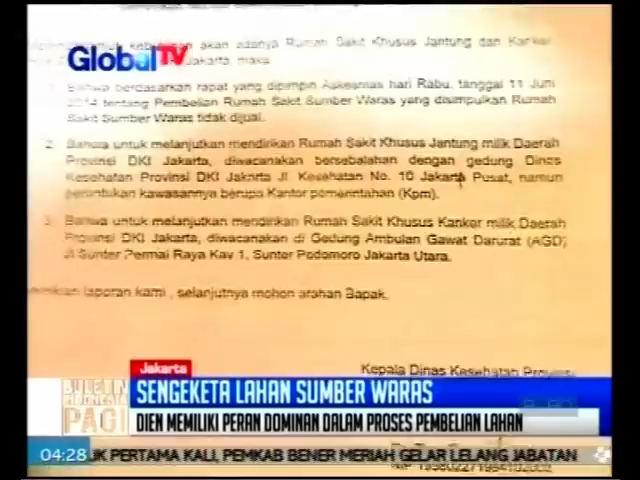 akan adanya Rumah Sakit Khusus Jantung dan Kanker
GlobalTV
Jakarta maka
Bahwa berdasarkan rapat yang dipimpin Askesmas hari Rabu, tanggal 11 Juni
2014 tentang Pembelian Rumah Sakit Sumber Waras yang disimpulkan Rumah
Sakit Sumber Waras tidak dijual.
2. Bahwa untuk melanjutkan mendirikan Rumah Sakit Khusus Jantung milik Daerah
Provinsi DKI Jakarta, diwacanakan bersebalahan dengan gedung Dinas
Kesehatan Provinsi DKI Jakarta Jl Kesehatan No. 10 Jakarta Pusat, namun
peruntukan kawasannya berupa Kantor pemerintahan (Kpm).
3. Bahwa untuk melanjutkan mendirikan Rumah Sakit Khusus Kanker milik Daerah
Provinsi DKI Jakarta, diwacanakan di Gedung Ambulan Gawat Darurat (AGD)
Jl Sunter Permai Raya Kav 1, Sunter Podomoro Jakarta Utara.
laporan kami , selanjutnya mohon arahan Bapak.
Kepala Dinas Kesehatan Provinsi
Jakarta
SENGEKETA LAHAN SUMBER WARAS
BULETIN
INDONESIA
PAGI
DIEN MEMILIKI PERAN DOMINAN DALAM PROSES PEMBELIAN LAHAN
04:28 UK PERTAMA KALI, PEMKAB BENER MERIAH GELAR LELANG JABATAN